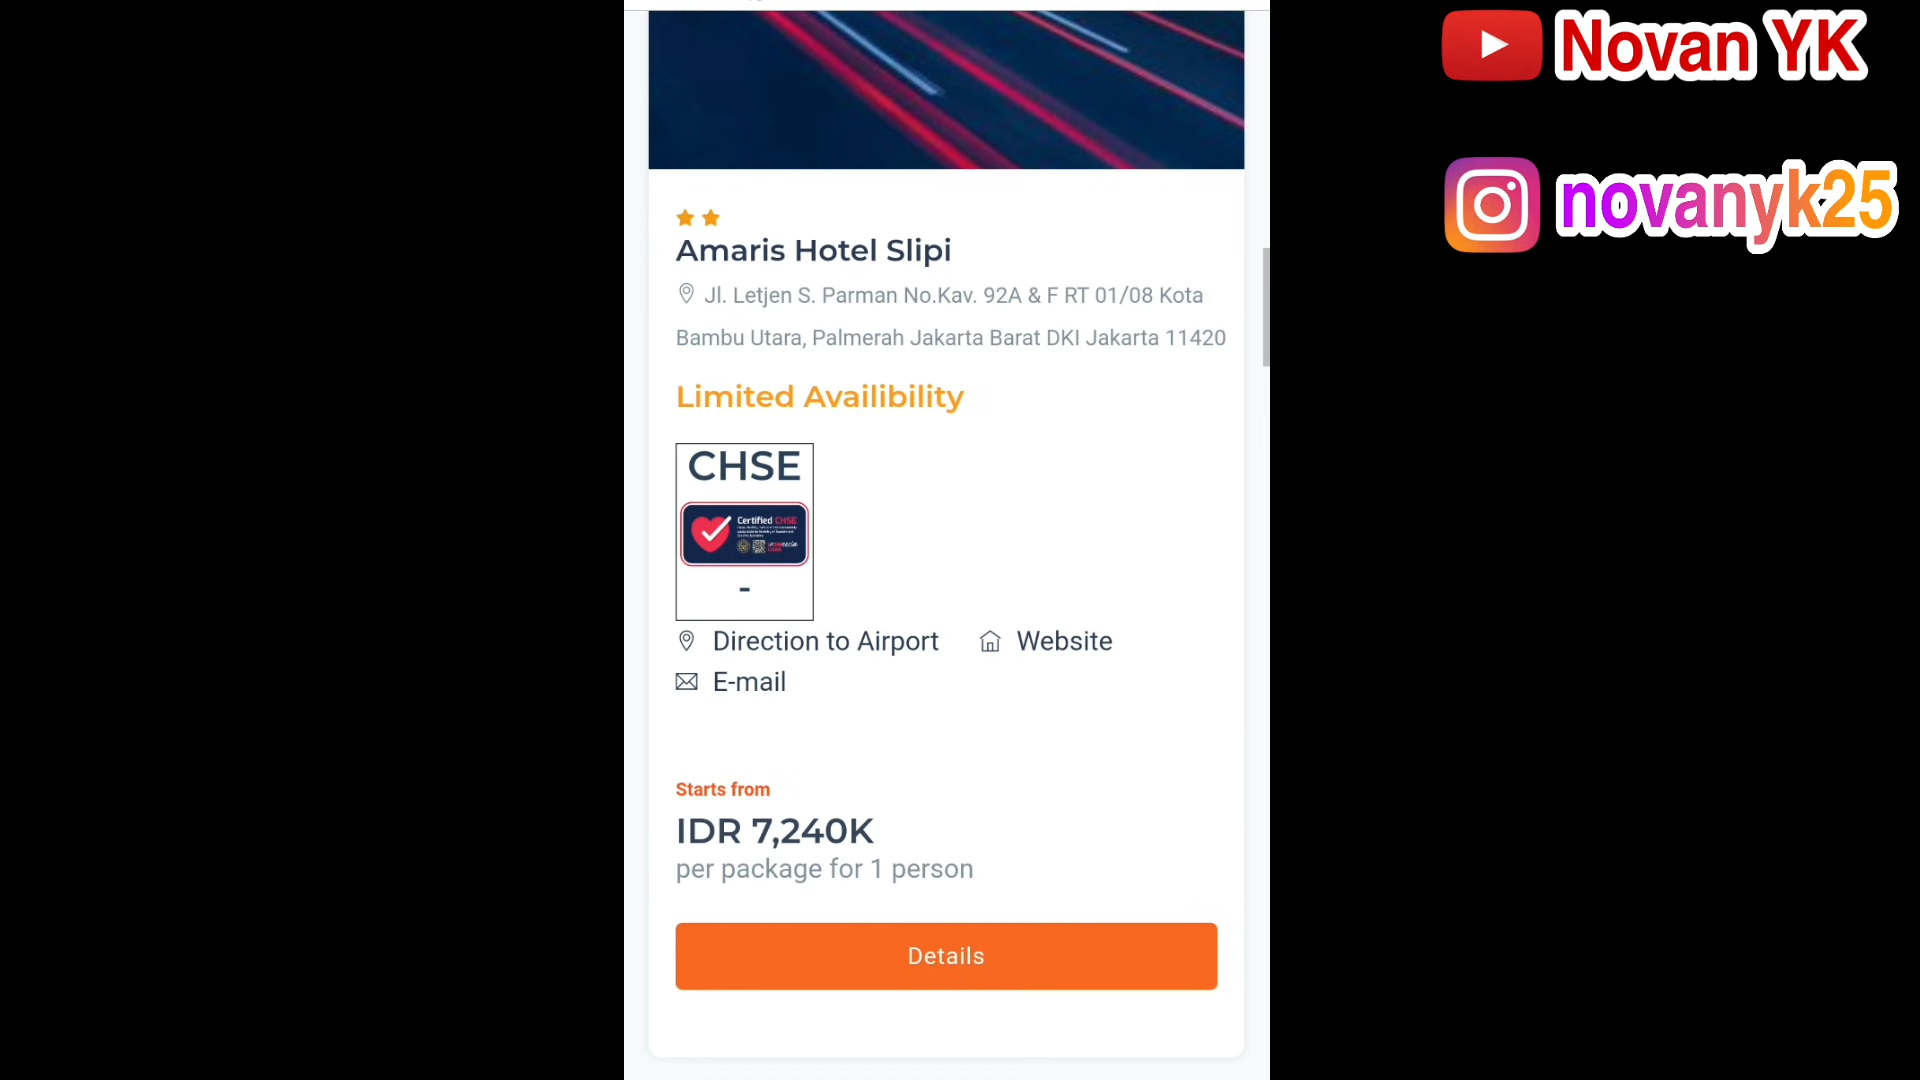 Novan YK
novanyk25
Amaris Hotel Slipi
Jl. Letjen S. Parman No.Kav. 92A & F RT 01/08 Kota
Bambu Utara, Palmerah Jakarta Barat DKI Jakarta 11420
Limited Availibility
CHSE
Certified CHSE
-
Direction to Airport
Website
E-mail
Starts from
IDR 7,240K
per package for 1 person
Details